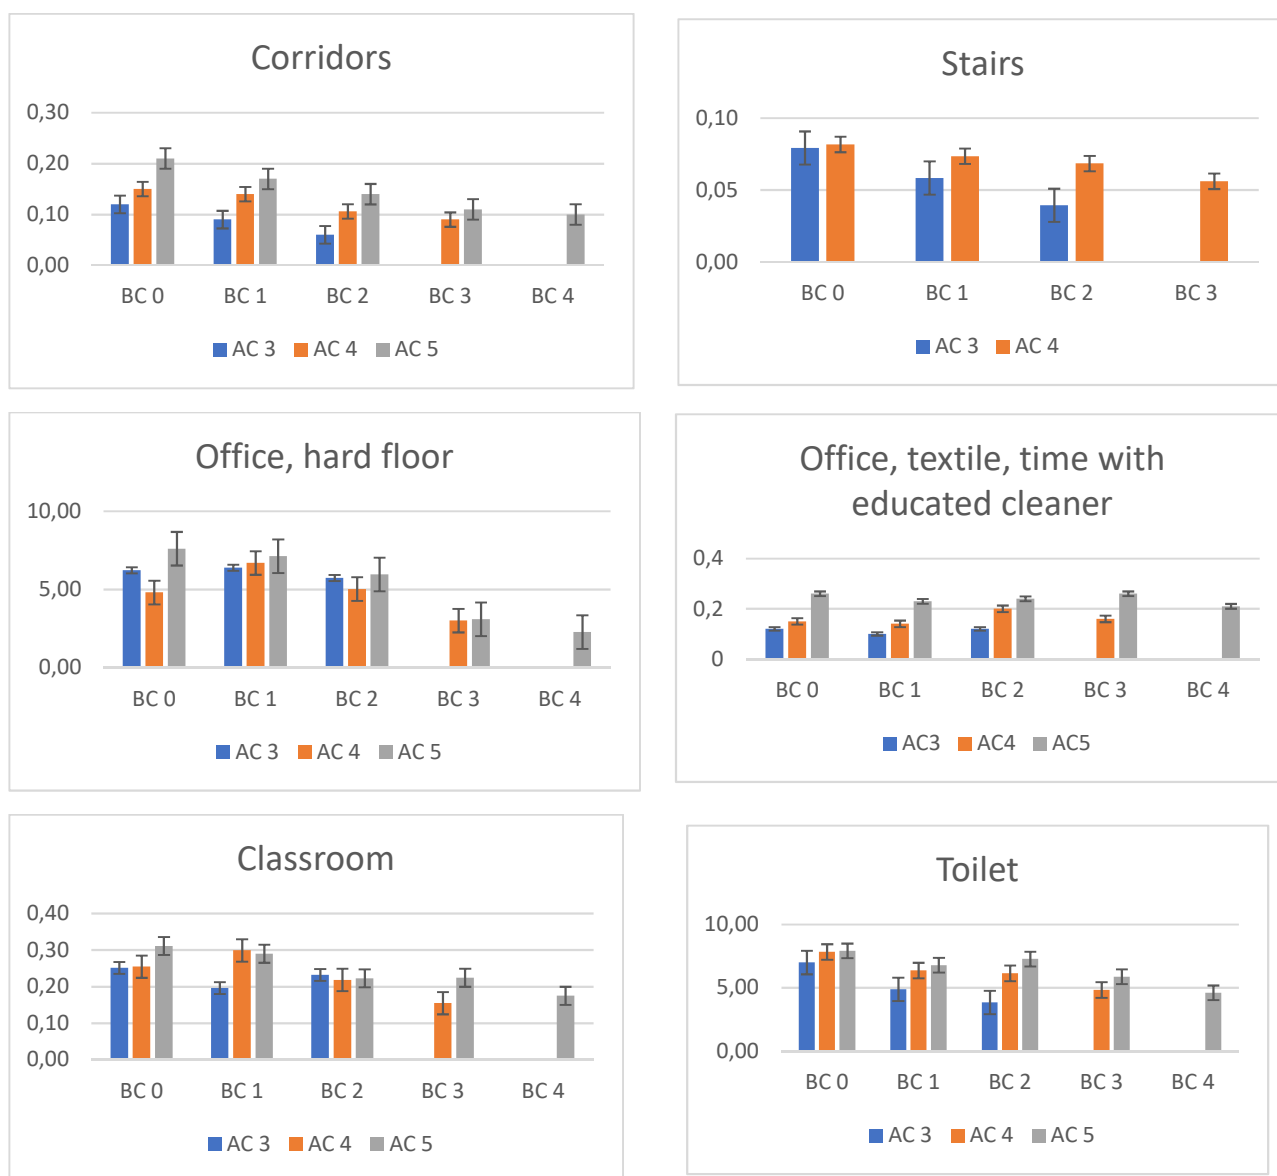 Corridors
0,30
0,20
0,10
0,00
BC 0 BC 1 BC 2 BC 3 BC 4
AC 3 AC 4 AC 5
Stairs
0,10
0,05
0,00
BC 0 BC 1 BC 2 BC 3
AC 3 AC 4
Office, hard floor
10,00
5,00
0,00
BC 0 BC 1 BC 2 BC 3 BC 4
AC 3 AC 4 AC 5
Office, textile, time with
educated cleaner
0,4
0,2
0
BC 0 BC 1 BC 2 BC 3 BC 4
AC3 AC4 AC5
Classroom
0,40
0,30
0,20
0,10
0,00
BC 0 BC 1 BC 2 BC 3 BC 4
AC 3 AC 4 AC 5
Toilet
10,00
5,00
0,00
BC 0 BC 1 BC 2 BC 3 BC 4
AC 3 AC 4 AC 5